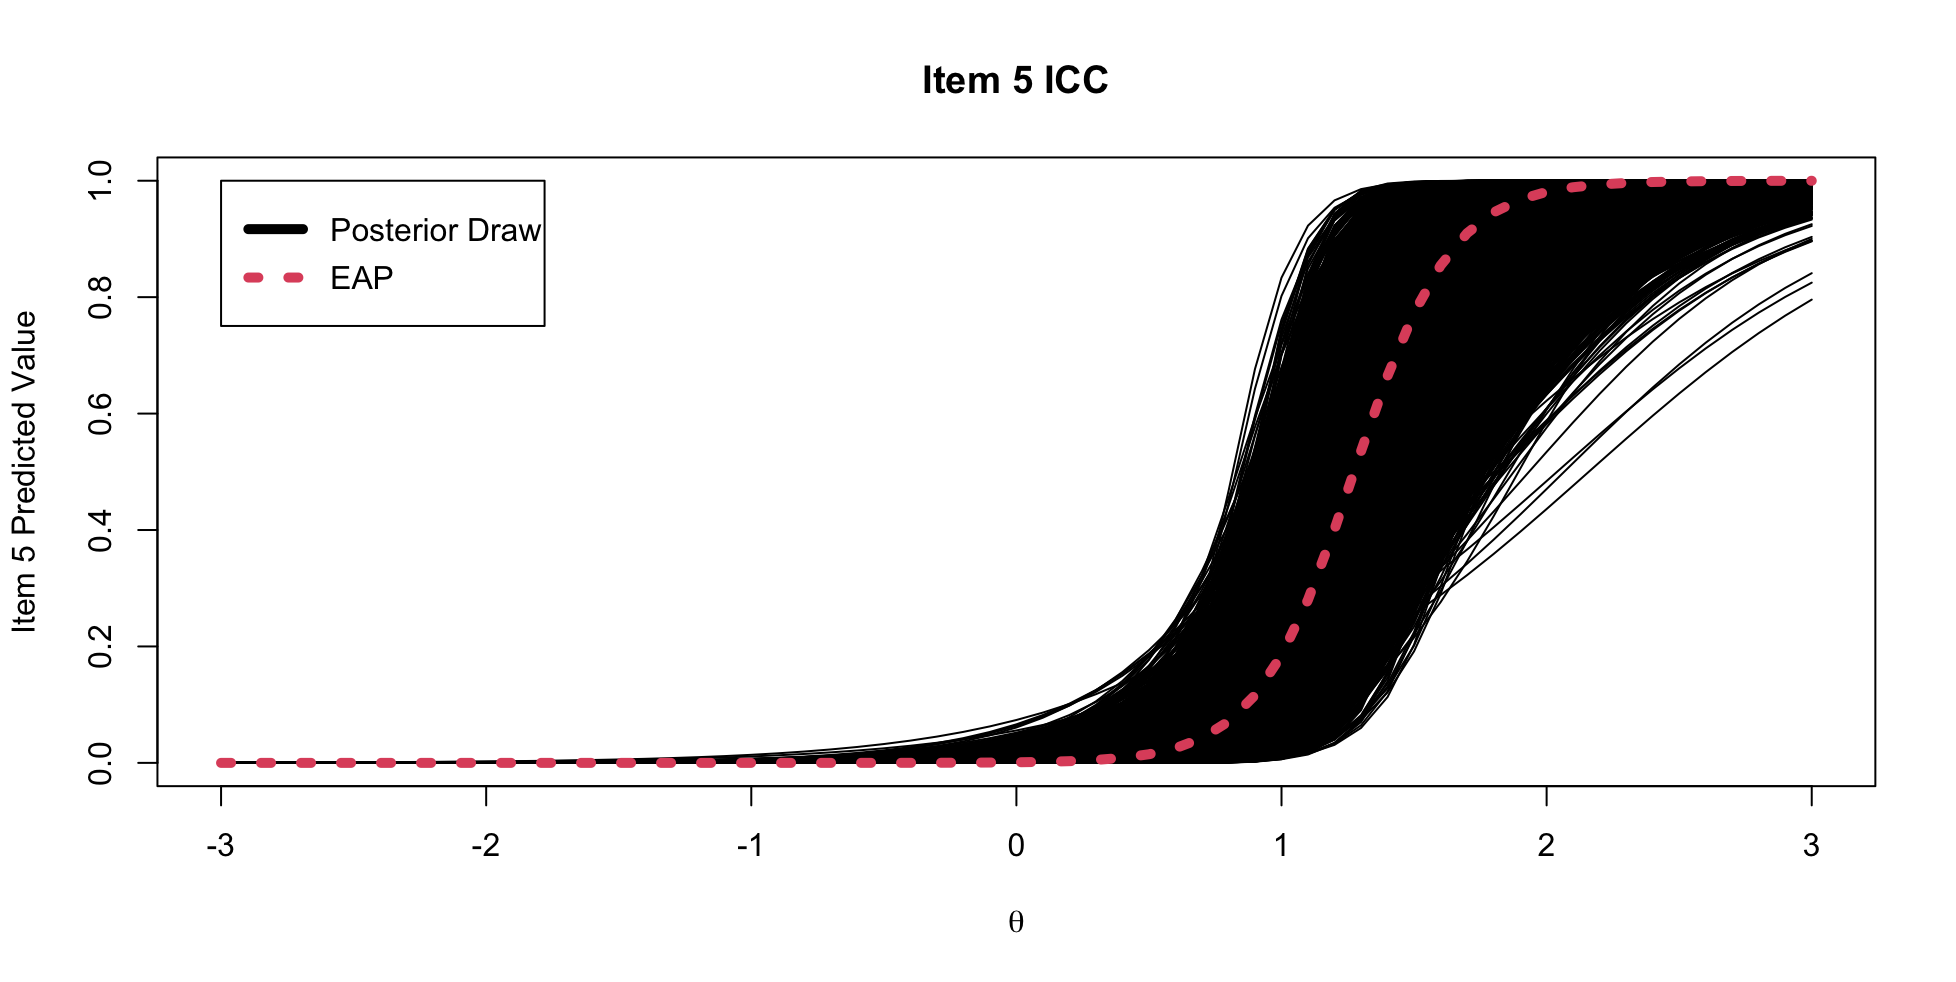 Item 5 ICC
Item 5 Predicted Value
1.0
0.8
0.6
0.4
0.2
0.0
Posterior Draw
EAP
-3 -2 -1 0 1 2 3
θ